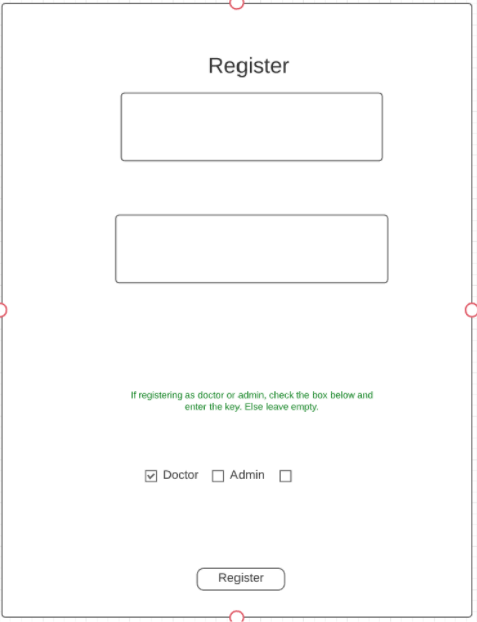 Register
If registering as doctor or admin, check the box below and
enter the key. Else leave empty.
Doctor Admin
Register